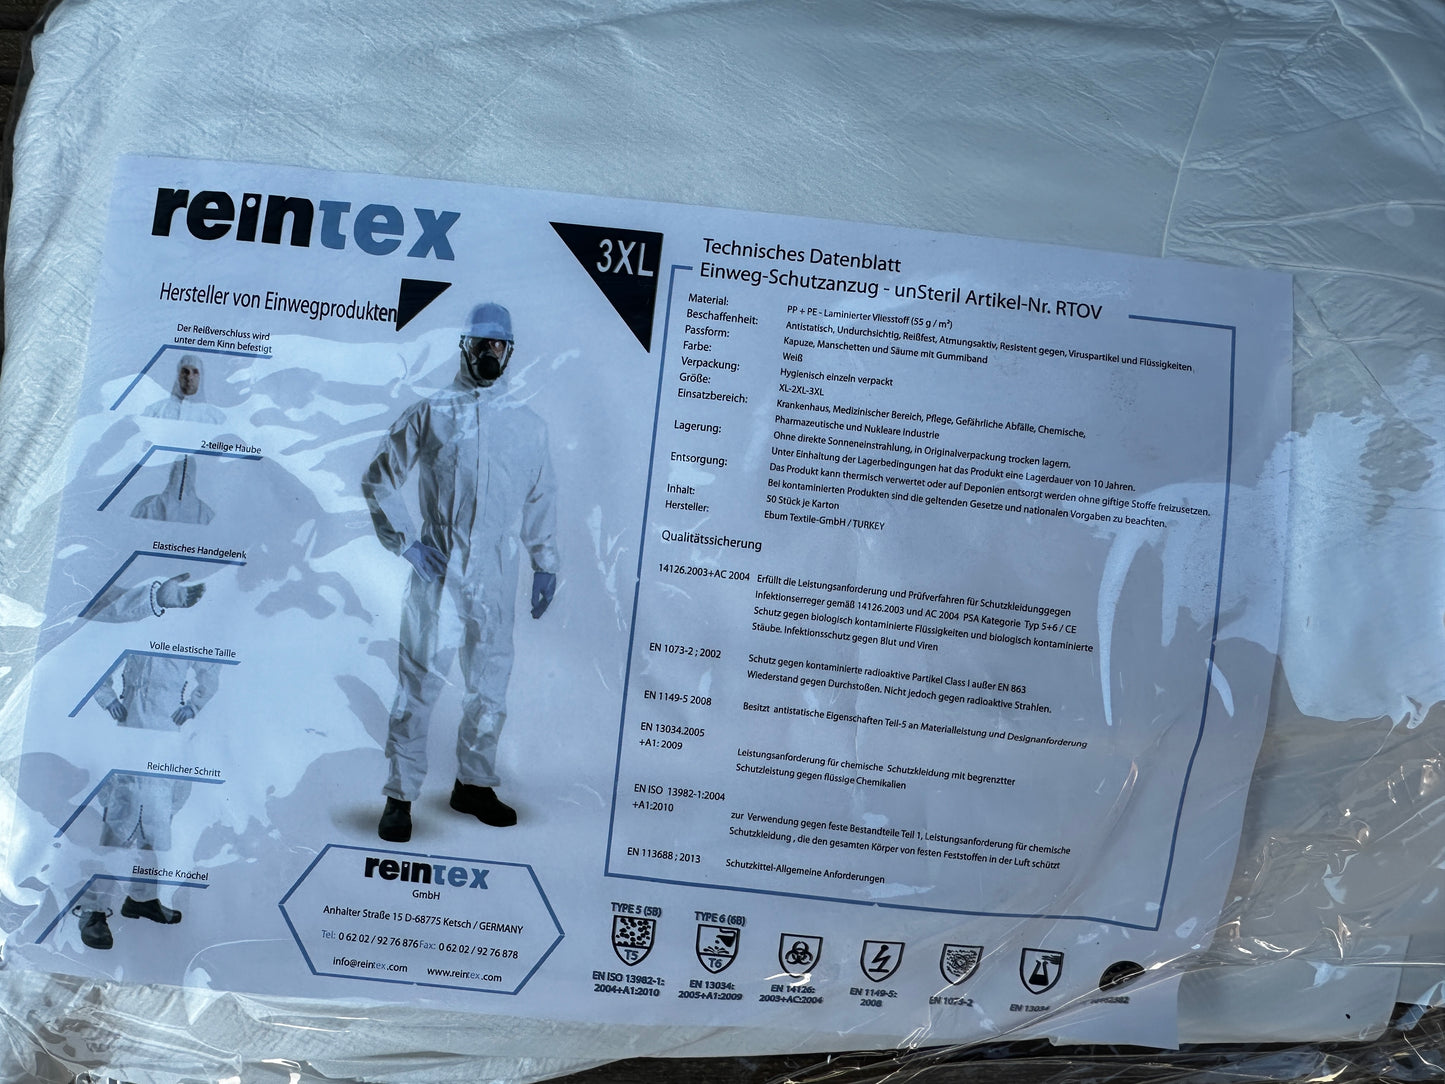 reintex
Hersteller von Einwegprodukten
Der Reißverschluss wird
unter dem Kinn befestigt
2-teilige Haube
Elastisches Handgelenk
Volle elastische Taille
Reichlicher Schritt
Elastische Knöchel
3XL
reintex
GmbH
Anhalter Straße 15 D-68775 Ketsch / GERMANY
Tel: 0 62 02 / 92 76 876 Fax: 0 62 02 / 92 76 878
info@reintex.com www.reintex.com
Technisches Datenblatt
Einweg-Schutzanzug - unSteril Artikel-Nr. RTOV
Material: PP + PE - Laminierter Vliesstoff (55 g / m²)
Beschaffenheit: Antistatisch, Undurchsichtig, Reißfest, Atmungsaktiv, Resistent gegen, Viruspartikel und Flüssigkeiten
Passform: Kapuze, Manschetten und Säume mit Gummiband
Farbe: Weiß
Verpackung: Hygienisch einzeln verpackt
Größe: XL-2XL-3XL
Einsatzbereich: Krankenhaus, Medizinischer Bereich, Pflege, Gefährliche Abfälle, Chemische,
Pharmazeutische und Nukleare Industrie
Lagerung: Ohne direkte Sonneneinstrahlung, in Originalverpackung trocken lagern.
Unter Einhaltung der Lagerbedingungen hat das Produkt eine Lagerdauer von 10 Jahren.
Entsorgung: Das Produkt kann thermisch verwertet oder auf Deponien entsorgt werden ohne giftige Stoffe freizusetzen.
Bei kontaminierten Produkten sind die geltenden Gesetze und nationalen Vorgaben zu beachten.
Inhalt: 50 Stück je Karton
Hersteller: Ebum Textile-GmbH / TURKEY
Qualitätssicherung
14126.2003+AC 2004 Erfüllt die Leistungsanforderung und Prüfverfahren für Schutzkleidunggegen
Infektionserreger gemäß 14126.2003 und AC 2004 PSA Kategorie Typ 5+6 / CE
Schutz gegen biologisch kontaminierte Flüssigkeiten und biologisch kontaminierte
Stäube. Infektionsschutz gegen Blut und Viren
EN 1073-2 ; 2002 Schutz gegen kontaminierte radioaktive Partikel Class I außer EN 863
Wiederstand gegen Durchstoßen. Nicht jedoch gegen radioaktive Strahlen.
EN 1149-5 2008 Besitzt antistatische Eigenschaften Teil-5 an Materialleistung und Designanforderung
EN 13034.2005
+A1: 2009 Leistungsanforderung für chemische Schutzkleidung mit begrenztter
Schutzleistung gegen flüssige Chemikalien
EN ISO 13982-1:2004
+A1:2010 zur Verwendung gegen feste Bestandteile Teil 1, Leistungsanforderung für chemische
Schutzkleidung , die den gesamten Körper von festen Feststoffen in der Luft schützt
EN 113688 ; 2013 Schutzkittel-Allgemeine Anforderungen
TYPE 5 (5B) TYPE 6 (6B)
T5 T6
EN ISO 13982-1:
2004+A1:2010
EN 13034:
2005+A1:2009
EN 14126:
2003+AC:2004
EN 1149-5:
2008
EN 1073-2
EN 13034